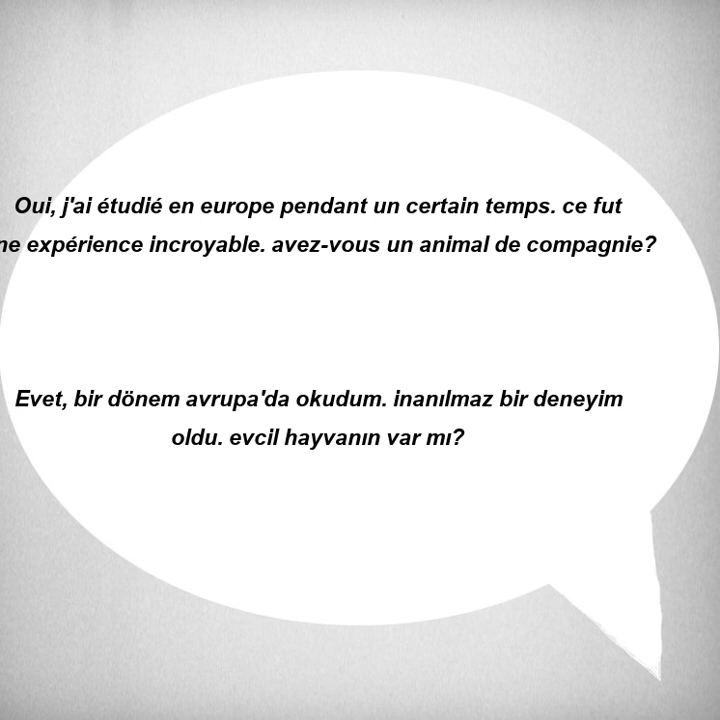 Oui, j'ai étudié en europe pendant un certain temps. ce fut
ne expérience incroyable. avez-vous un animal de compagnie?
Evet, bir dönem avrupa'da okudum. inanılmaz bir deneyim
oldu. evcil hayvanın var mı?